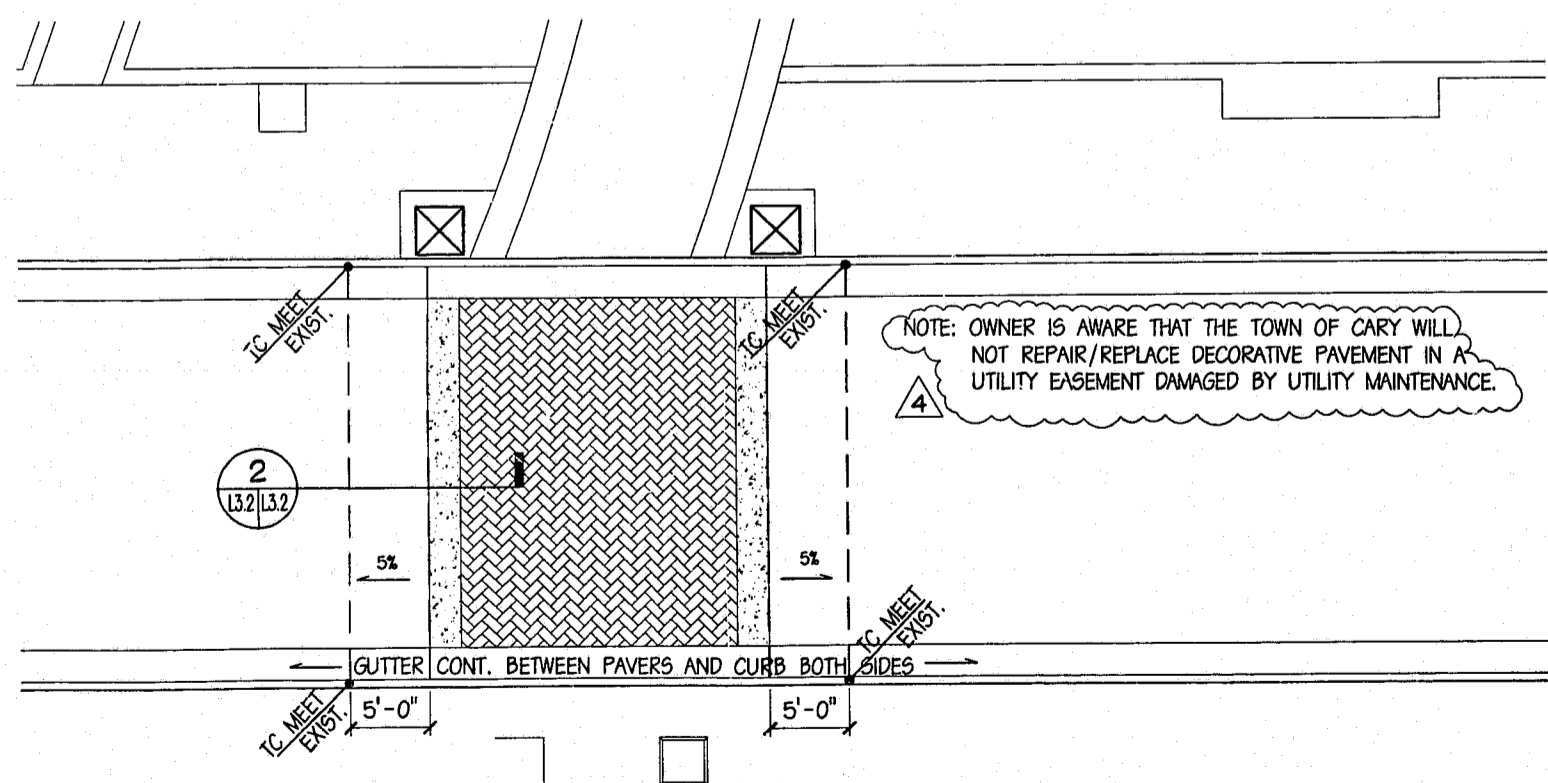 TC MEET
EXIST.
TC MEET
EXIST.
NOTE: OWNER IS AWARE THAT THE TOWN OF CARY WILL
NOT REPAIR/REPLACE DECORATIVE PAVEMENT IN A
UTILITY EASEMENT DAMAGED BY UTILITY MAINTENANCE.
4
2
L3.2 L3.2
5%
5%
TC MEET
EXIST.
GUTTER CONT. BETWEEN PAVERS AND CURB BOTH SIDES
TC MEET
EXIST.
5'-0"
5'-0"